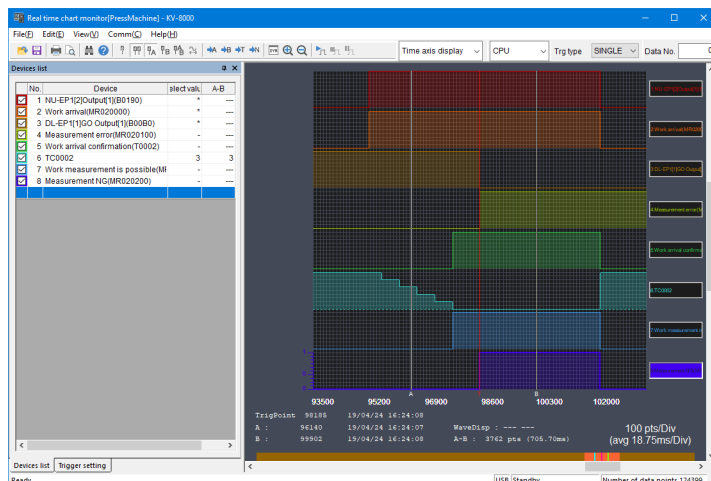 Real time chart monitor[PressMachine] - KV-8000
File(F) Edit(E) View(V) Comm(C) Help(H)
Time axis display CPU Trg type SINGLE Data No. 0
Devices list
No. Device A-B
1 NU-EP1[2]Output[1](B0190) * ---
2 Work arrival(MR020000) * ---
3 DL-EP1[1]GO Output[1](B00B0) * ---
4 Measurement error(MR020100) - ---
5 Work arrival confirmation(T0002) - ---
6 TC0002 3 3
7 Work measurement is possible(MR - ---
8 Measurement NG(MR020200) - ---
2:Work arrival(MR0200
3:DL-EP1[1]GO Output[
4:Measurement error(M
5:Work arrival confirma
6:TC0002
7:Work measurement is
1
0
A B
93500 95200 96900 98600 100300 102000
TrigPoint 98185 19/04/24 16:24:08
A : 96140 19/04/24 16:24:07 WaveDisp : --- ---
B : 99902 19/04/24 16:24:08 A-B : 3762 pts (705.70ms)
100 pts/Div
(avg 18.75ms/Div)
Devices list Trigger setting
Ready USB Standby Number of data points 124399